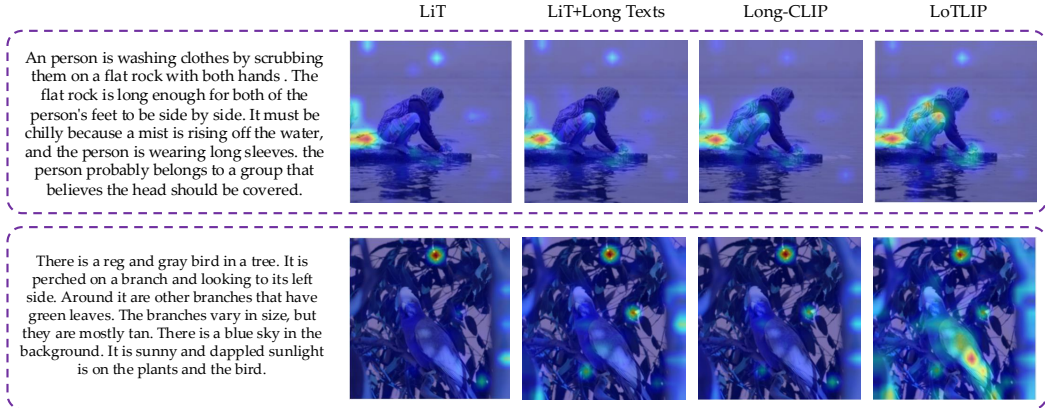 LiT LiT+Long Texts Long-CLIP LoTLIP
An person is washing clothes by scrubbing
them on a flat rock with both hands . The
flat rock is long enough for both of the
person's feet to be side by side. It must be
chilly because a mist is rising off the water,
and the person is wearing long sleeves. the
person probably belongs to a group that
believes the head should be covered.
There is a reg and gray bird in a tree. It is
perched on a branch and looking to its left
side. Around it are other branches that have
green leaves. The branches vary in size, but
they are mostly tan. There is a blue sky in the
background. It is sunny and dappled sunlight
is on the plants and the bird.